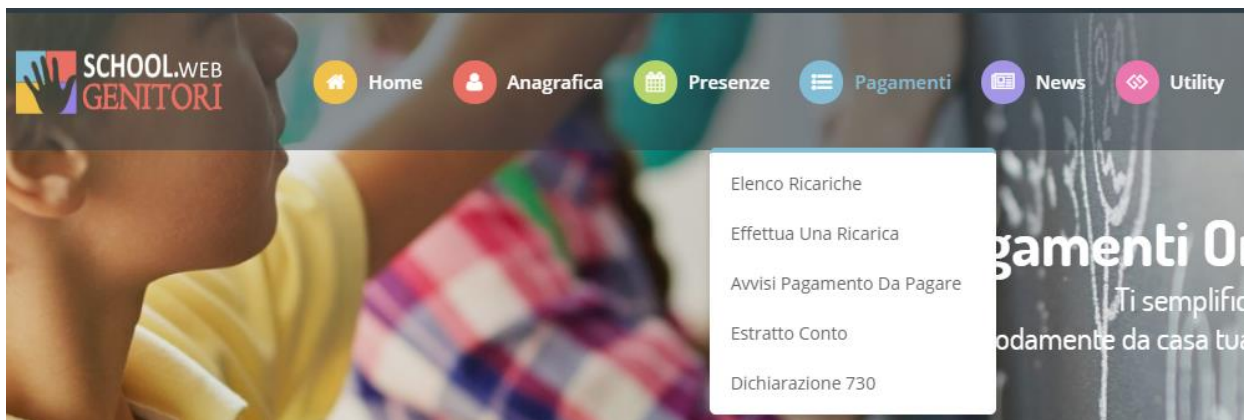 SCHOOL.WEB
GENITORI
Home
Anagrafica
Presenze
Pagamenti
News
Utility
Elenco Ricariche
Effettua Una Ricarica
Avvisi Pagamento Da Pagare
Estratto Conto
Dichiarazione 730
gamenti O
Ti semplific
odamente da casa tua